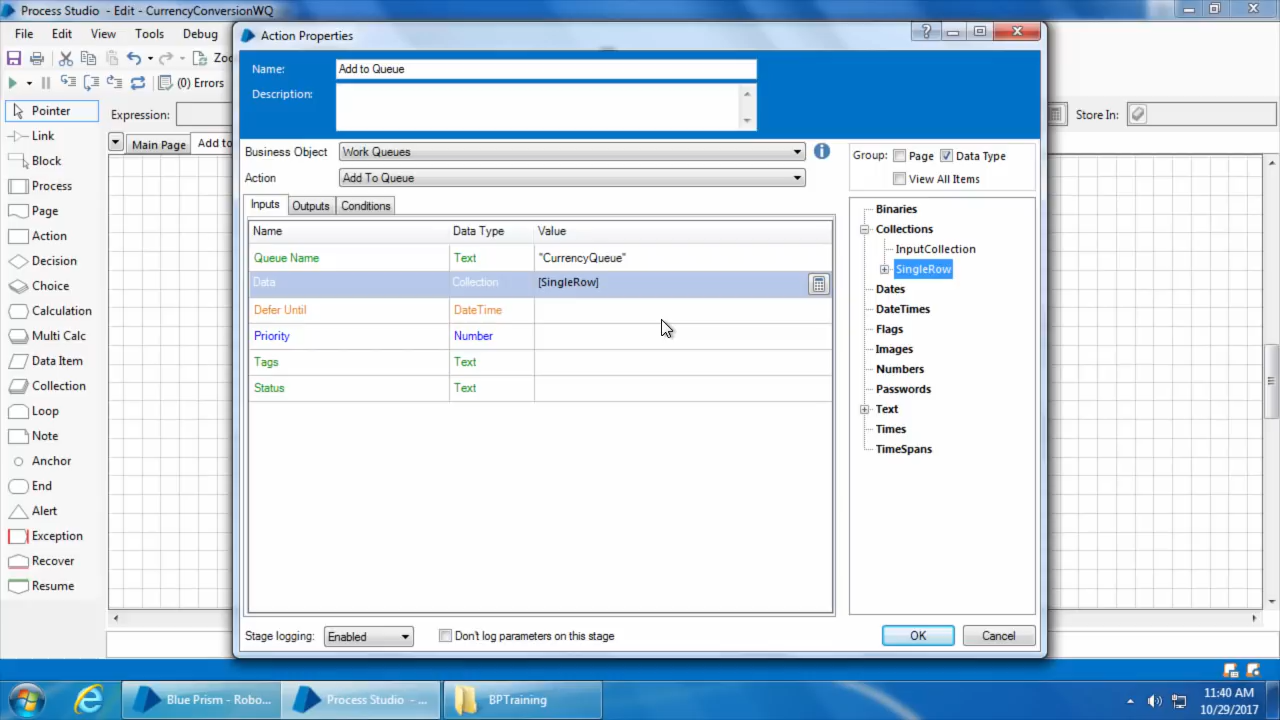 Process Studio - Edit - CurrencyConversionWQ
File Edit View Tools Debug
Zoo
(0) Errors
Pointer
Link
Block
Process
Page
Action
Decision
Choice
Calculation
Multi Calc
Data Item
Collection
Loop
Note
Anchor
End
Alert
Exception
Recover
Resume
Expression:
Store In:
Main Page
Add to
Action Properties
?
Name: Add to Queue
Description:
Business Object Work Queues
Action Add To Queue
Group: Page Data Type
View All Items
Inputs Outputs Conditions
Name Data Type Value
Queue Name Text "CurrencyQueue"
Data Collection [SingleRow]
Defer Until DateTime
Priority Number
Tags Text
Status Text
Binaries
Collections
InputCollection
SingleRow
Dates
DateTimes
Flags
Images
Numbers
Passwords
Text
Times
TimeSpans
Stage logging: Enabled Don't log parameters on this stage
OK Cancel
Blue Prism - Robo...
Process Studio - ...
BPTraining
11:40 AM
10/29/2017